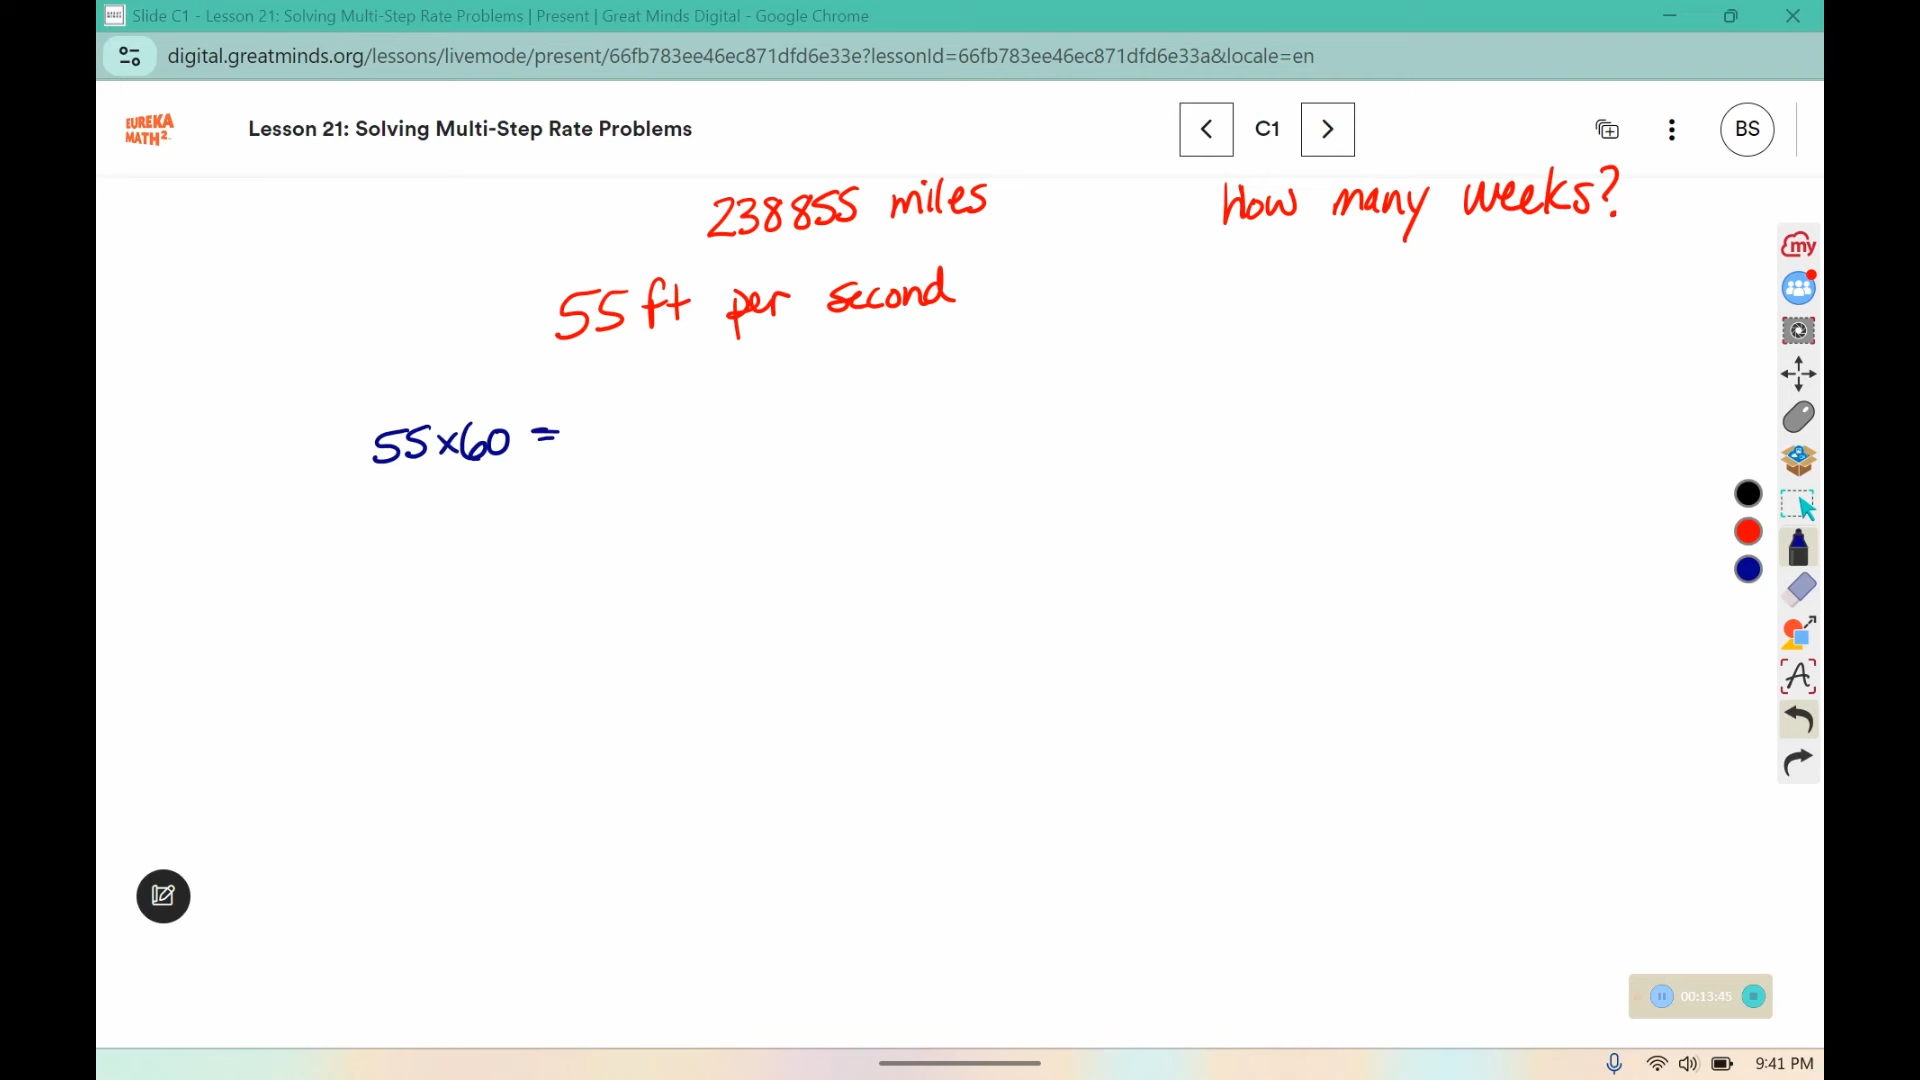 Slide C1 - Lesson 21: Solving Multi-Step Rate Problems | Present | Great Minds Digital - Google Chrome
digital.greatminds.org/lessons/livemode/present/66fb783ee46ec871dfd6e33e?lessonId=66fb783ee46ec871dfd6e33a&locale=en
EUREKA
MATH²
Lesson 21: Solving Multi-Step Rate Problems
C1
BS
238855 miles
How many weeks?
my
55 ft per second
55x60 =
A
00:13:45
9:41 PM